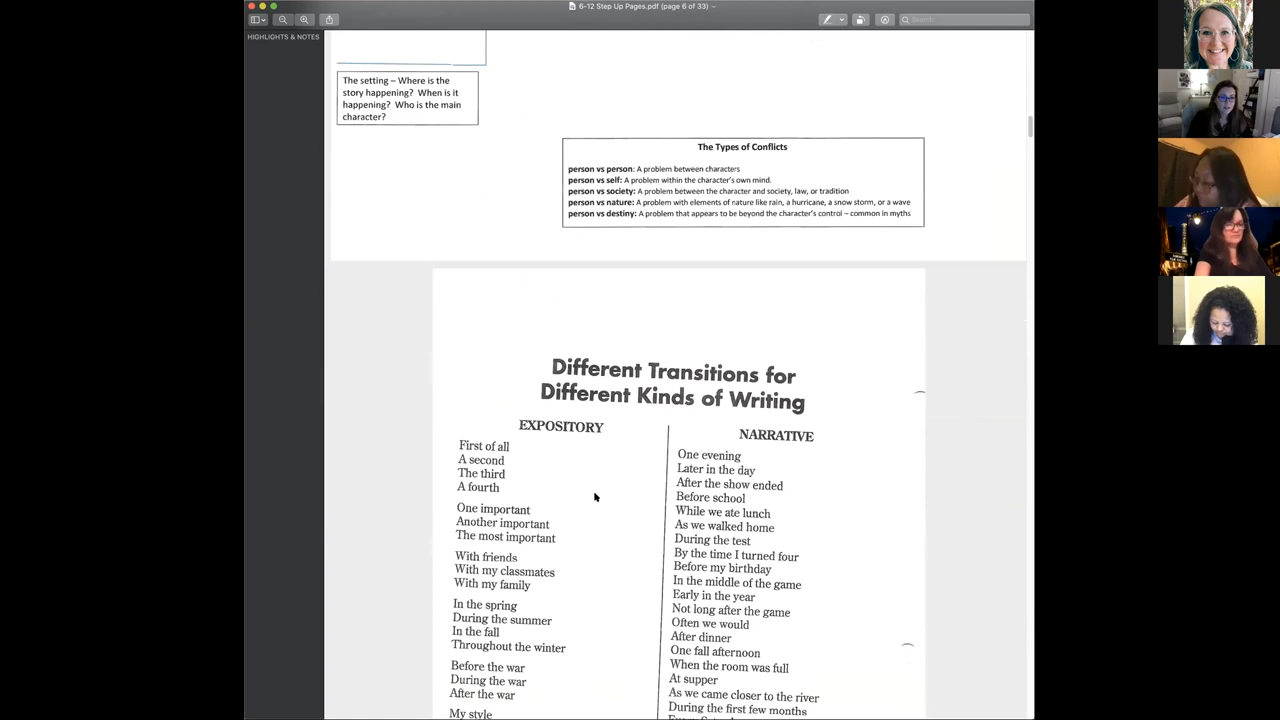 6-12 Step Up Pages.pdf (page 6 of 33)
Search
HIGHLIGHTS & NOTES
The setting – Where is the
story happening? When is it
happening? Who is the main
character?
The Types of Conflicts
person vs person: A problem between characters
person vs self: A problem within the character's own mind.
person vs society: A problem between the character and society, law, or tradition
person vs nature: A problem with elements of nature like rain, a hurricane, a snow storm, or a wave
person vs destiny: A problem that appears to be beyond the character's control – common in myths
Different Transitions for
Different Kinds of Writing
EXPOSITORY
First of all
A second
The third
A fourth
One important
Another important
The most important
With friends
With my classmates
With my family
In the spring
During the summer
In the fall
Throughout the winter
Before the war
During the war
After the war
My style
NARRATIVE
One evening
Later in the day
After the show ended
Before school
While we ate lunch
As we walked home
During the test
By the time I turned four
Before my birthday
In the middle of the game
Early in the year
Not long after the game
Often we would
After dinner
One fall afternoon
When the room was full
At supper
As we came closer to the river
During the first few months